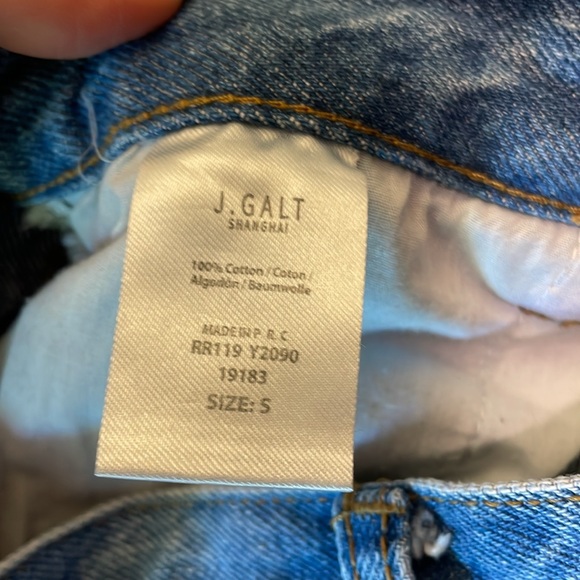 J.GALT
SHANGHAI
100% Cotton / Coton /
Algodón / Baumwolle
MADE IN P. R. C
RR119 Y2090
19183
SIZE: S